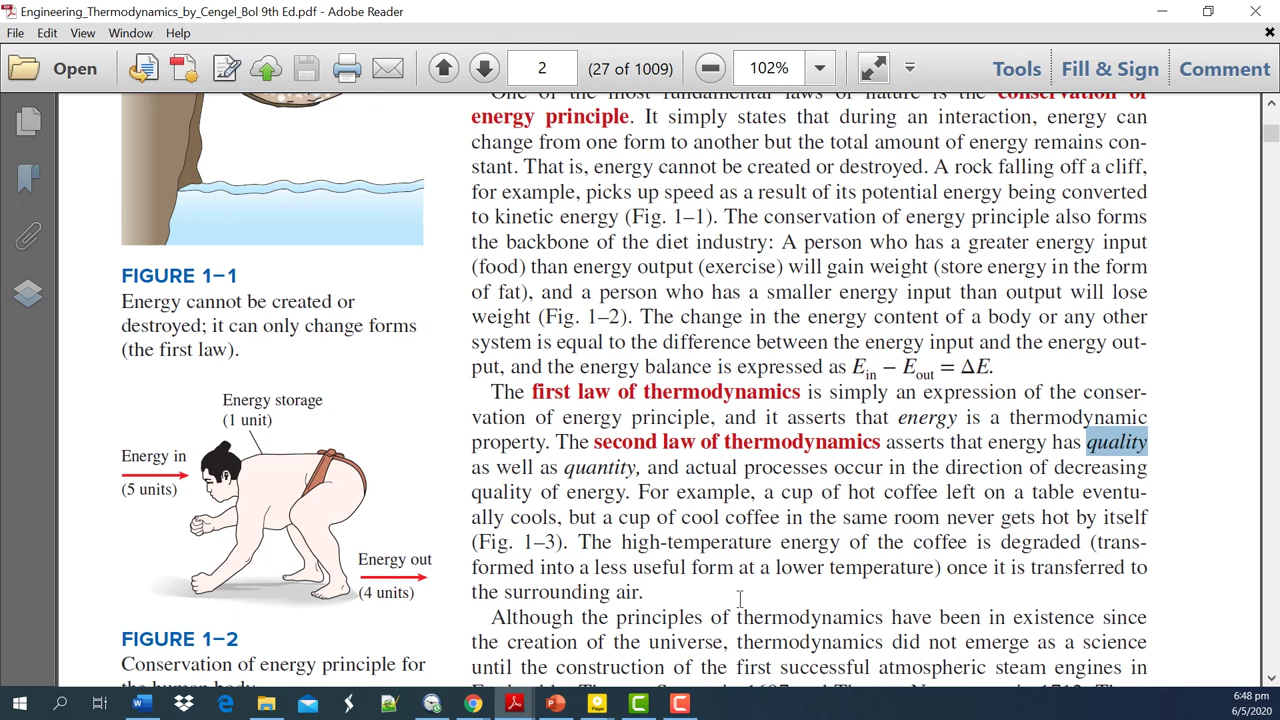 Engineering_Thermodynamics_by_Cengel_Bol 9th Ed.pdf - Adobe Reader
File Edit View Window Help
Open 2 (27 of 1009) 102% Tools Fill & Sign Comment
One of the most fundamental laws of nature is the conservation of
energy principle. It simply states that during an interaction, energy can
change from one form to another but the total amount of energy remains con-
stant. That is, energy cannot be created or destroyed. A rock falling off a cliff,
for example, picks up speed as a result of its potential energy being converted
to kinetic energy (Fig. 1–1). The conservation of energy principle also forms
the backbone of the diet industry: A person who has a greater energy input
(food) than energy output (exercise) will gain weight (store energy in the form
of fat), and a person who has a smaller energy input than output will lose
weight (Fig. 1–2). The change in the energy content of a body or any other
system is equal to the difference between the energy input and the energy out-
put, and the energy balance is expressed as E_in − E_out = ΔE.
The first law of thermodynamics is simply an expression of the conser-
vation of energy principle, and it asserts that energy is a thermodynamic
property. The second law of thermodynamics asserts that energy has quality
as well as quantity, and actual processes occur in the direction of decreasing
quality of energy. For example, a cup of hot coffee left on a table eventu-
ally cools, but a cup of cool coffee in the same room never gets hot by itself
(Fig. 1–3). The high-temperature energy of the coffee is degraded (trans-
formed into a less useful form at a lower temperature) once it is transferred to
the surrounding air.
Although the principles of thermodynamics have been in existence since
the creation of the universe, thermodynamics did not emerge as a science
until the construction of the first successful atmospheric steam engines in
FIGURE 1–1
Energy cannot be created or
destroyed; it can only change forms
(the first law).
Energy storage
(1 unit)
Energy in
(5 units)
Energy out
(4 units)
FIGURE 1–2
Conservation of energy principle for
the human body.
6:48 pm
6/5/2020